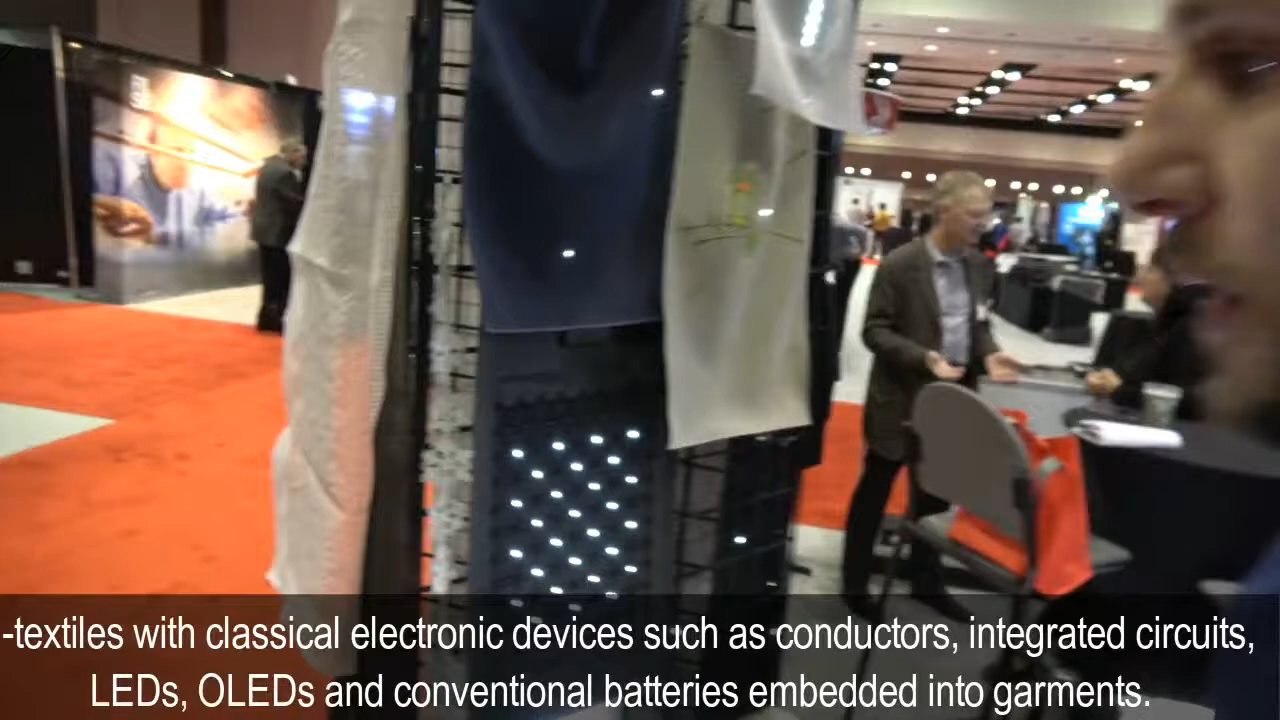 -textiles with classical electronic devices such as conductors, integrated circuits,
LEDs, OLEDs and conventional batteries embedded into garments.